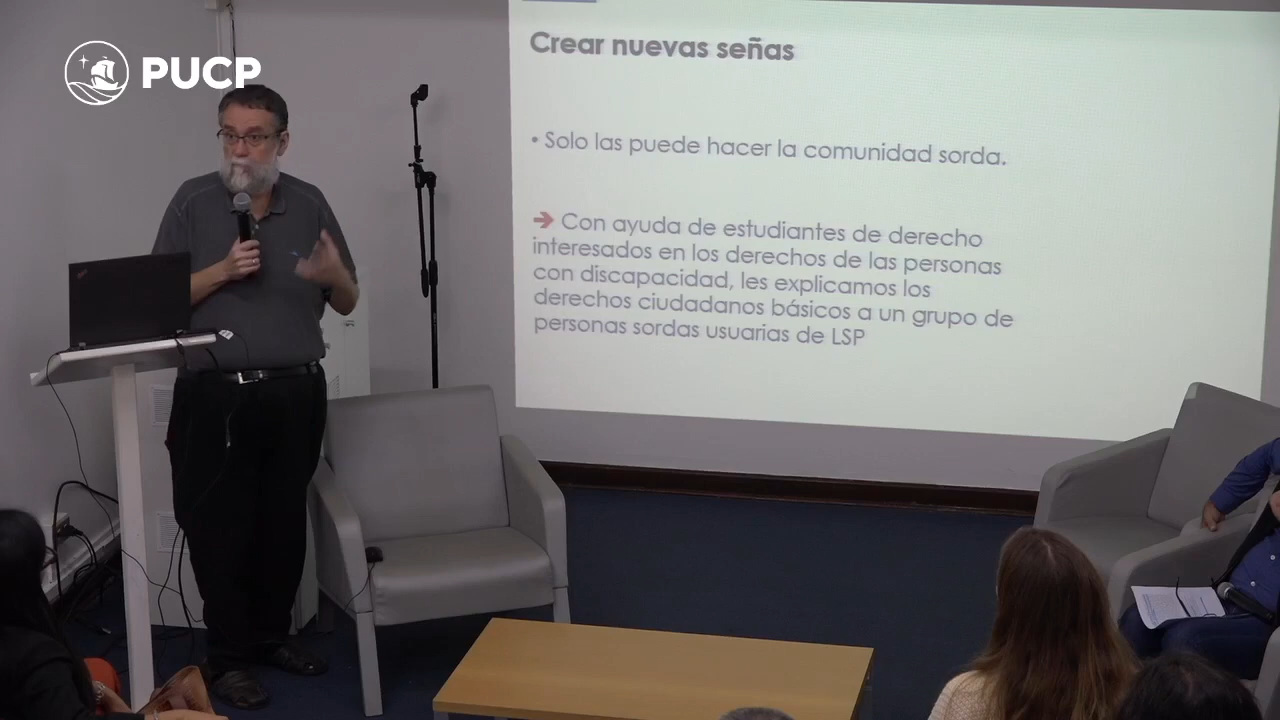 PUCP
Crear nuevas señas
• Solo las puede hacer la comunidad sorda.
➔ Con ayuda de estudiantes de derecho
interesados en los derechos de las personas
con discapacidad, les explicamos los
derechos ciudadanos básicos a un grupo de
personas sordas usuarias de LSP